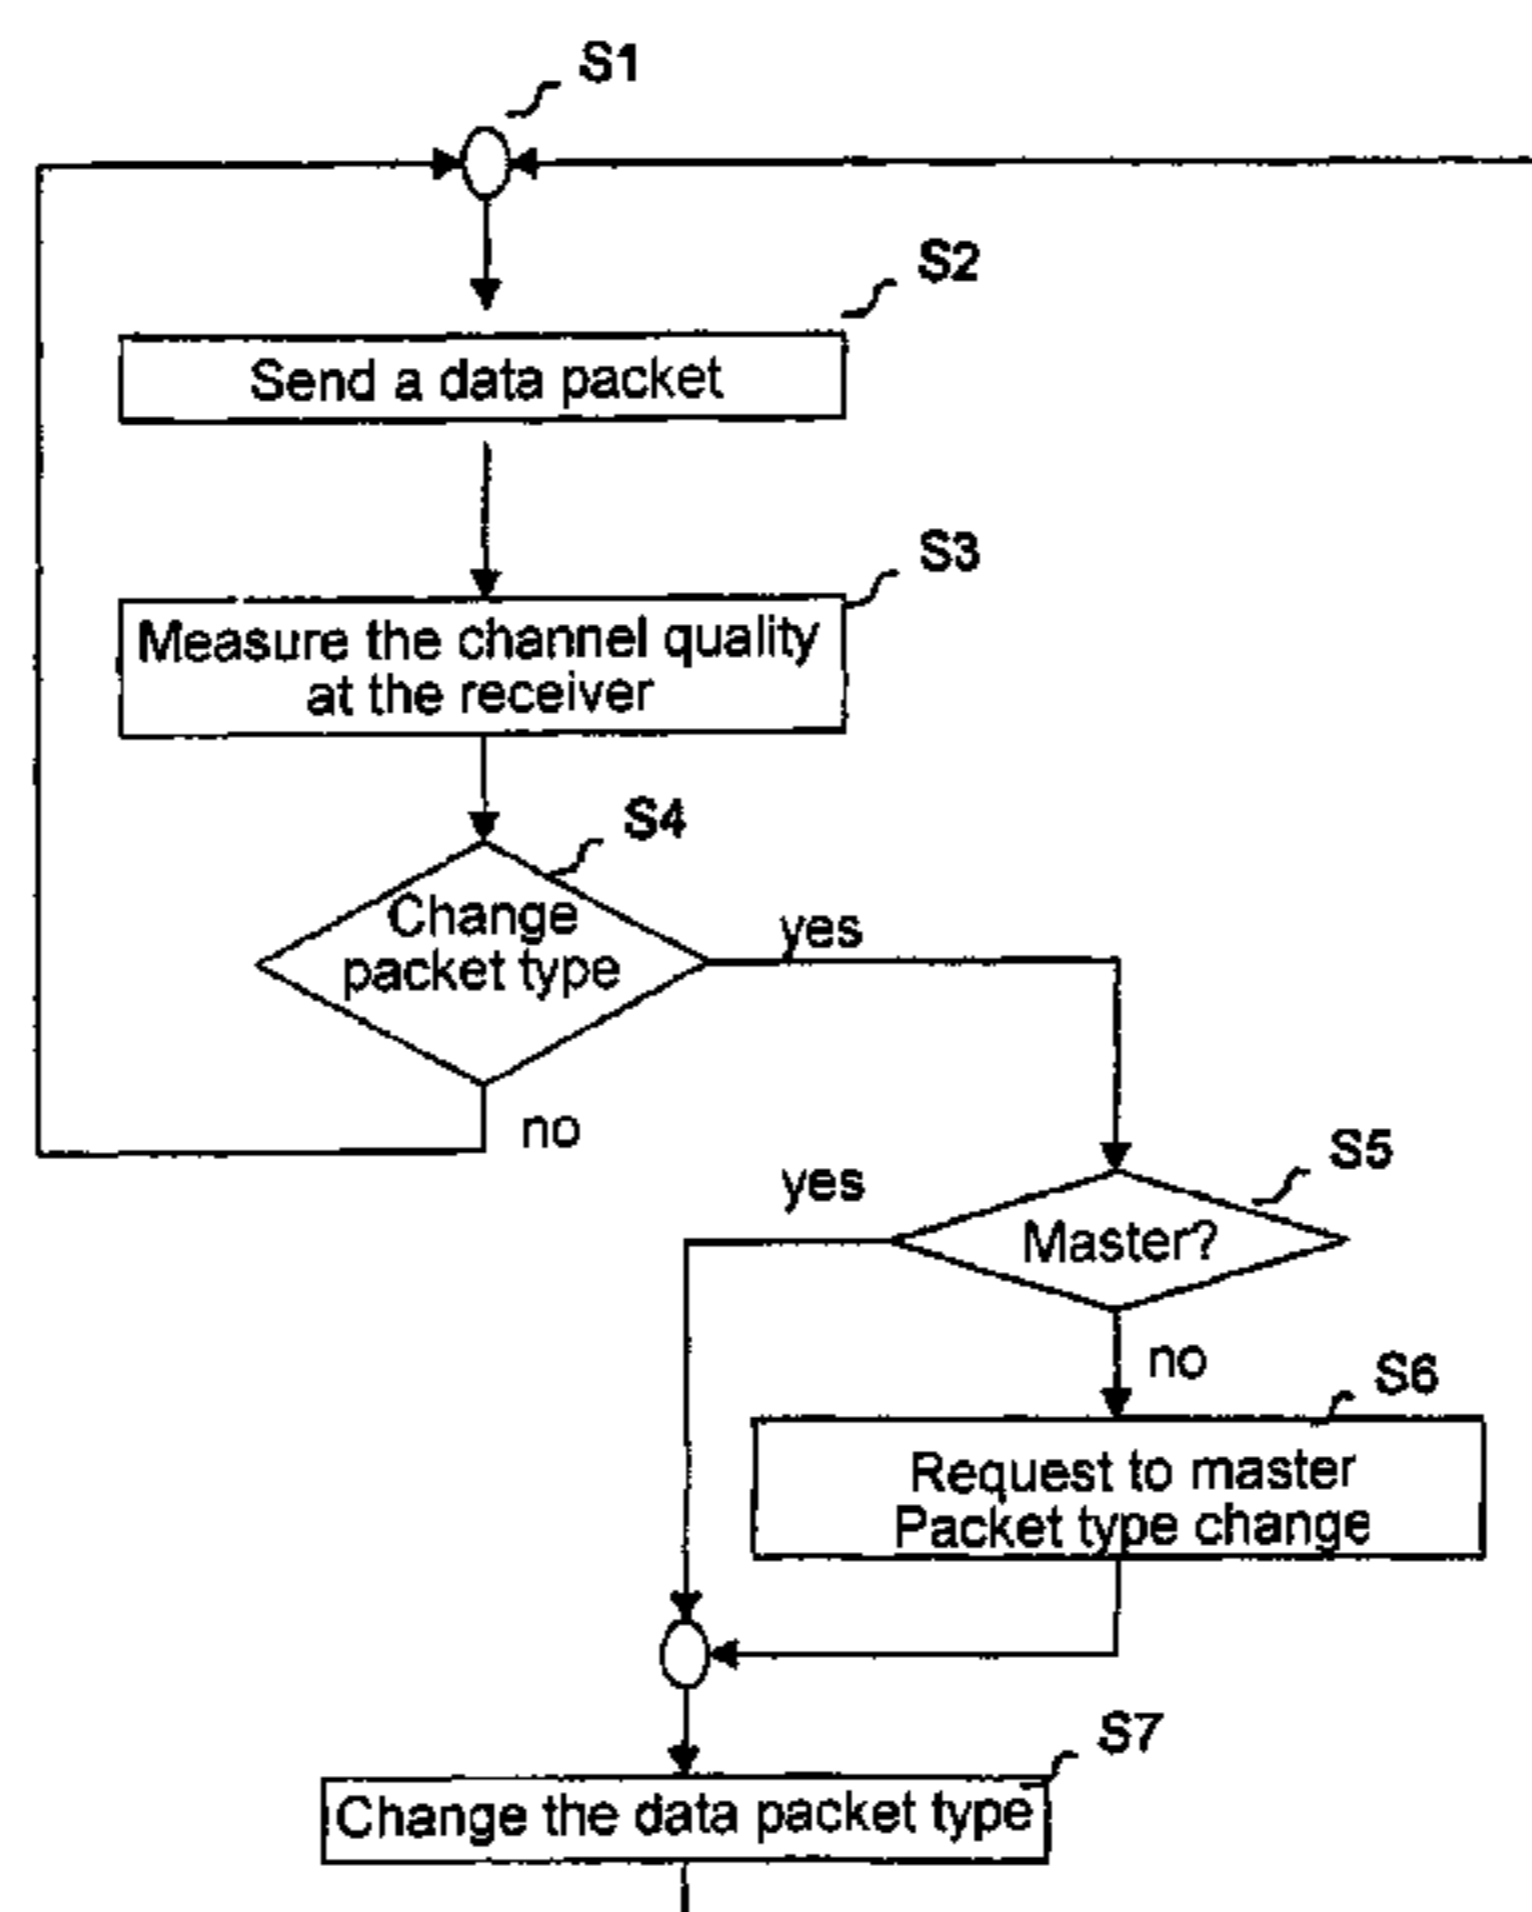 S1
S2
Send a data packet
S3
Measure the channel quality
at the receiver
S4
Change
packet type
yes
no
S5
yes
Master?
no
S6
Request to master
Packet type change
S7
Change the data packet type